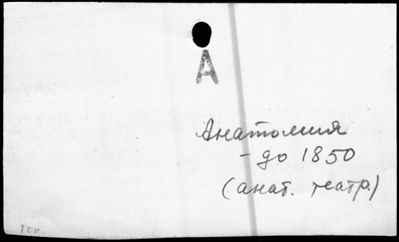 А
Анатомия
- до 1850
(анат. театр.)